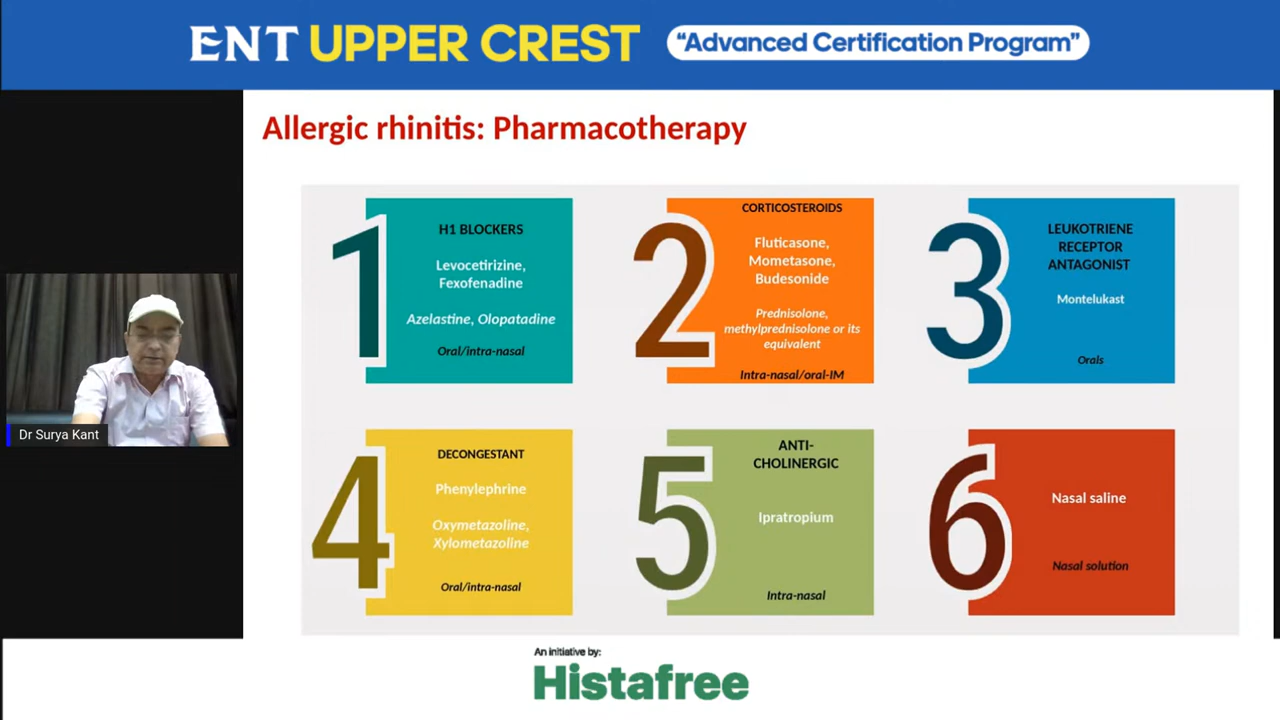 ENT UPPER CREST
“Advanced Certification Program”
Allergic rhinitis: Pharmacotherapy
1
H1 BLOCKERS
Levocetirizine,
Fexofenadine
Azelastine, Olopatadine
Oral/intra-nasal
2
CORTICOSTEROIDS
Fluticasone,
Mometasone,
Budesonide
Prednisolone,
methylprednisolone or its
equivalent
Intra-nasal/oral-IM
3
LEUKOTRIENE
RECEPTOR
ANTAGONIST
Montelukast
Orals
Dr Surya Kant
4
DECONGESTANT
Phenylephrine
Oxymetazoline,
Xylometazoline
Oral/intra-nasal
5
ANTI-
CHOLINERGIC
Ipratropium
Intra-nasal
6
Nasal saline
Nasal solution
An initiative by:
Histafree